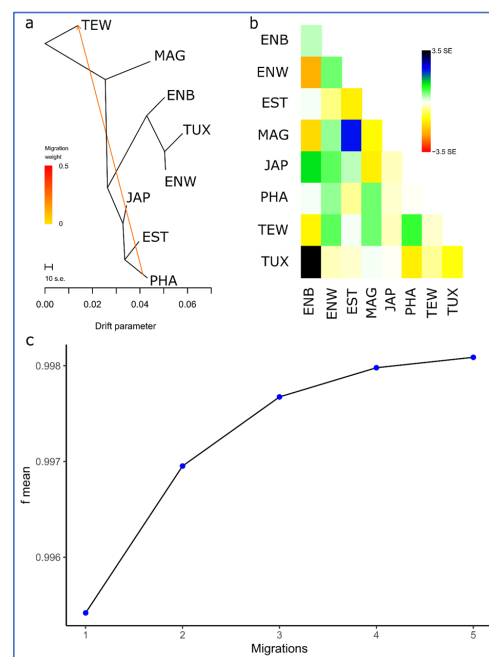 a
TEW
MAG
ENB
TUX
ENW
JAP
EST
PHA
Migration
weight
0.5
0
10 s.e.
0.00 0.02 0.04 0.06
Drift parameter
b
ENB
ENW
EST
MAG
JAP
PHA
TEW
TUX
ENB ENW EST MAG JAP PHA TEW TUX
3.5 SE
−3.5 SE
c
0.998
0.997
0.996
f mean
1 2 3 4 5
Migrations